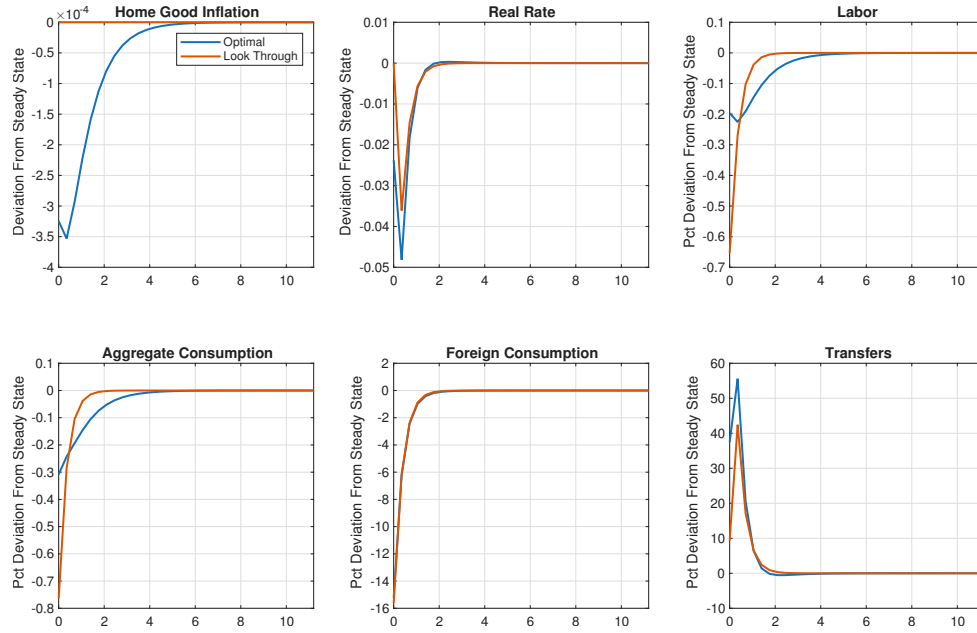 Home Good Inflation
Real Rate
Labor
×10⁻⁴
0
-0.5
-1
-1.5
-2
-2.5
-3
-3.5
-4
Deviation From Steady State
Optimal
Look Through
0 2 4 6 8 10
0.01
0
-0.01
-0.02
-0.03
-0.04
-0.05
Deviation From Steady State
0 2 4 6 8 10
0.1
0
-0.1
-0.2
-0.3
-0.4
-0.5
-0.6
-0.7
Pct Deviation From Steady State
0 2 4 6 8 10
Aggregate Consumption
Foreign Consumption
Transfers
0.1
0
-0.1
-0.2
-0.3
-0.4
-0.5
-0.6
-0.7
-0.8
Pct Deviation From Steady State
0 2 4 6 8 10
2
0
-2
-4
-6
-8
-10
-12
-14
-16
Pct Deviation From Steady State
0 2 4 6 8 10
60
50
40
30
20
10
0
-10
Pct Deviation From Steady State
0 2 4 6 8 10